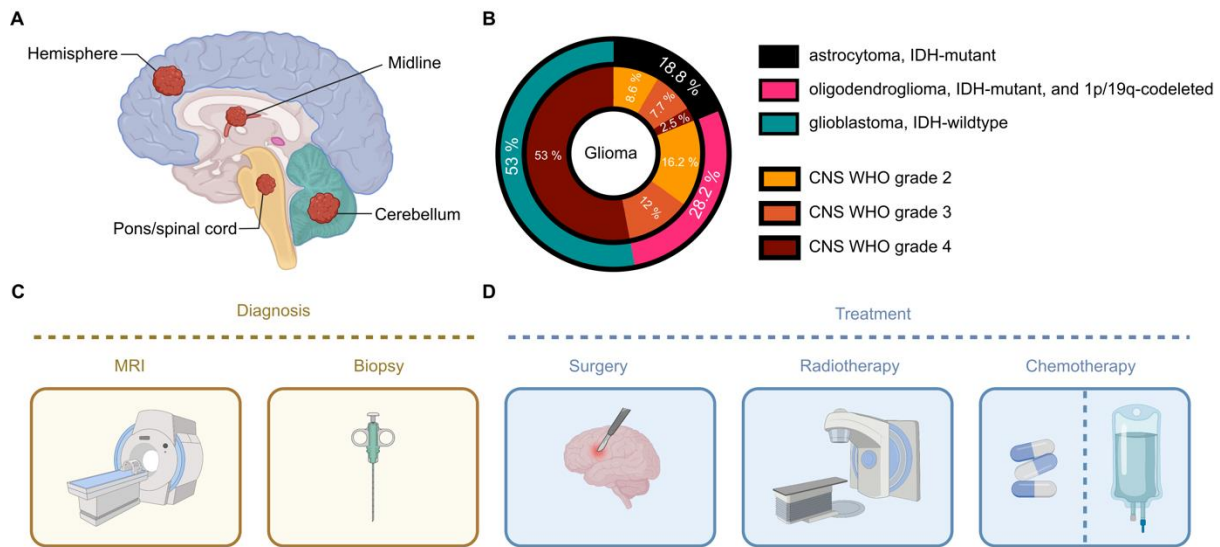 A
Hemisphere
Midline
Pons/spinal cord
Cerebellum
B
18.8 %
8.6
7.7 %
2.5 %
53 %
53 %
Glioma
16.2 %
28.2 %
12 %
astrocytoma, IDH-mutant
oligodendroglioma, IDH-mutant, and 1p/19q-codeleted
glioblastoma, IDH-wildtype
CNS WHO grade 2
CNS WHO grade 3
CNS WHO grade 4
C
Diagnosis
MRI
Biopsy
D
Treatment
Surgery
Radiotherapy
Chemotherapy